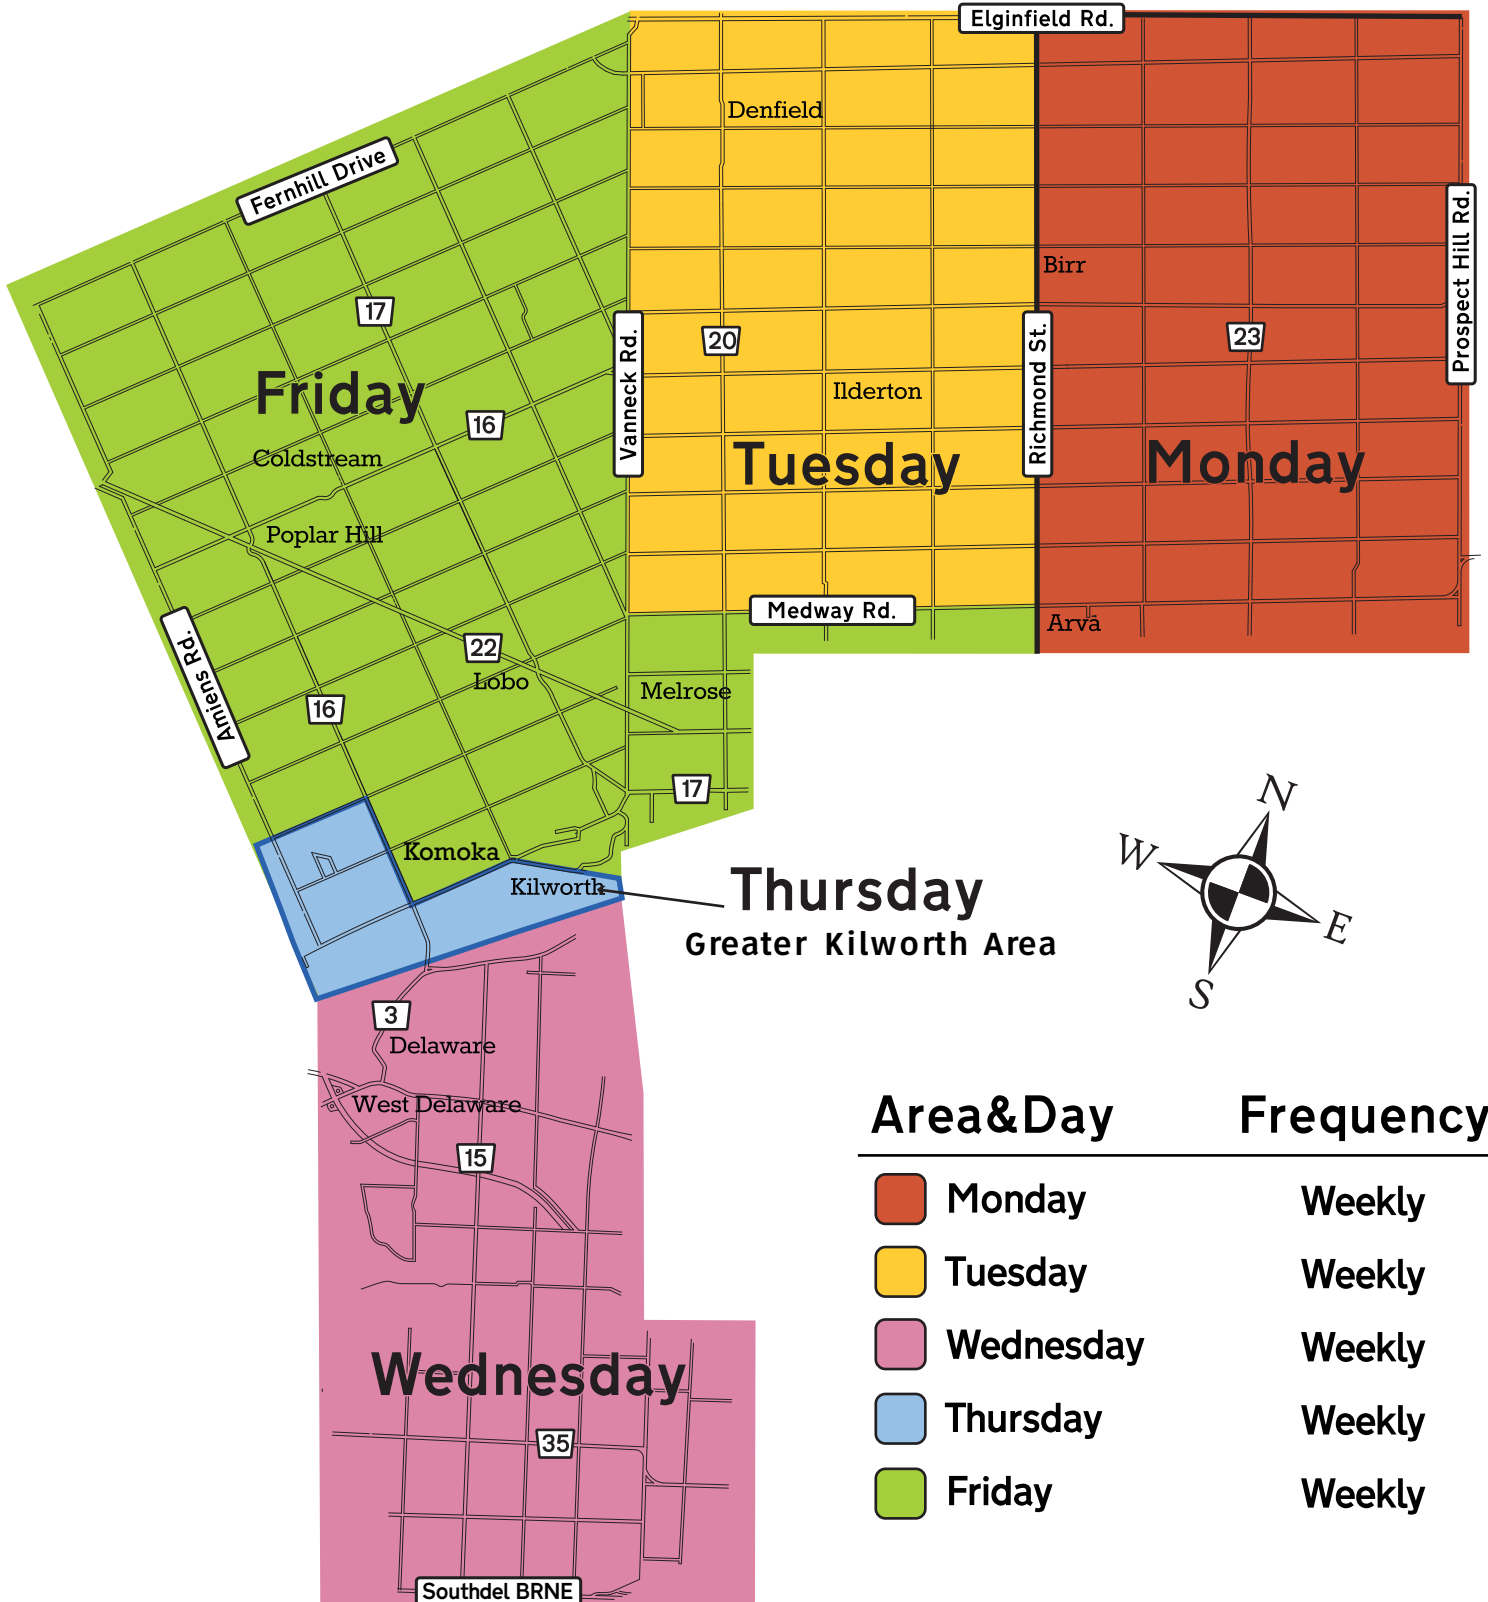 Elginfield Rd.
Denfield
Fernhill Drive
Prospect Hill Rd.
Birr
17
20
23
Vanneck Rd.
Richmond St.
Friday
Ilderton
16
Coldstream
Tuesday
Monday
Poplar Hill
Medway Rd.
Arva
Amiens Rd.
22
Lobo
Melrose
16
17
N
W
E
S
Komoka
Kilworth
Thursday
Greater Kilworth Area
3
Delaware
West Delaware
15
Area&Day Frequency
Monday Weekly
Tuesday Weekly
Wednesday Weekly
Thursday Weekly
Friday Weekly
Wednesday
35
Southdel BRNE